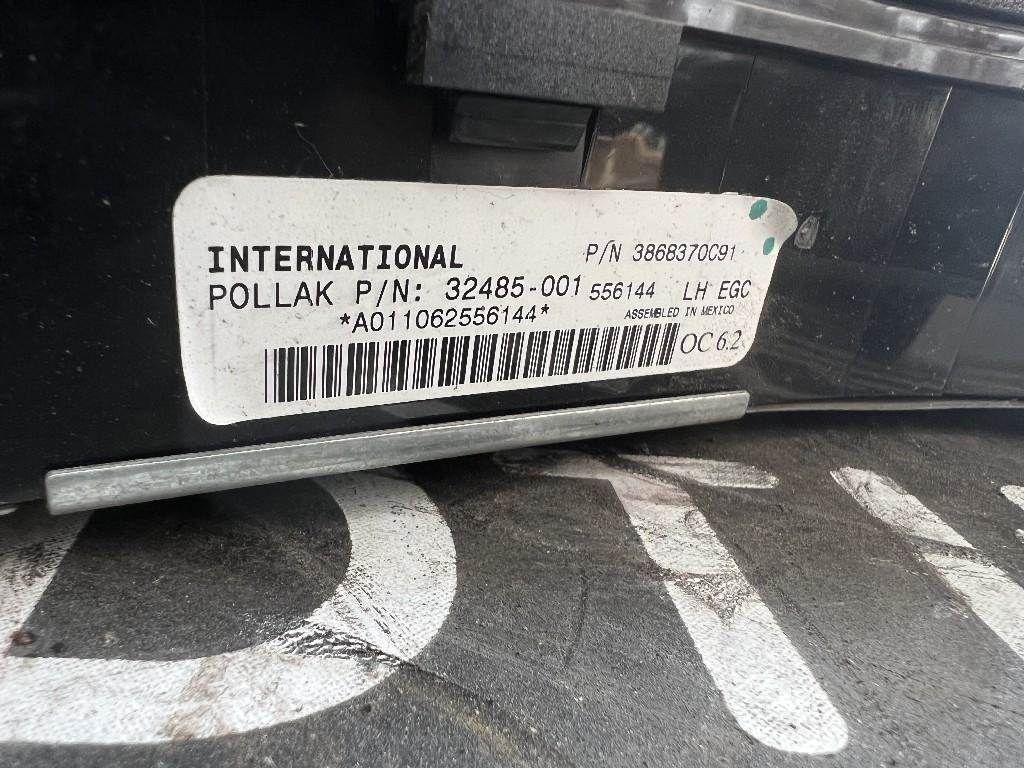 INTERNATIONAL P/N 3868370C91
POLLAK P/N: 32485-001 556144 LH EGC
*A011062556144* ASSEMBLED IN MEXICO
OC 6.2